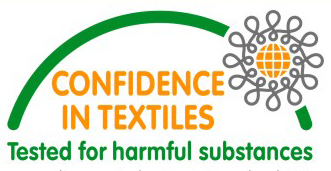 CONFIDENCE
IN TEXTILES
Tested for harmful substances